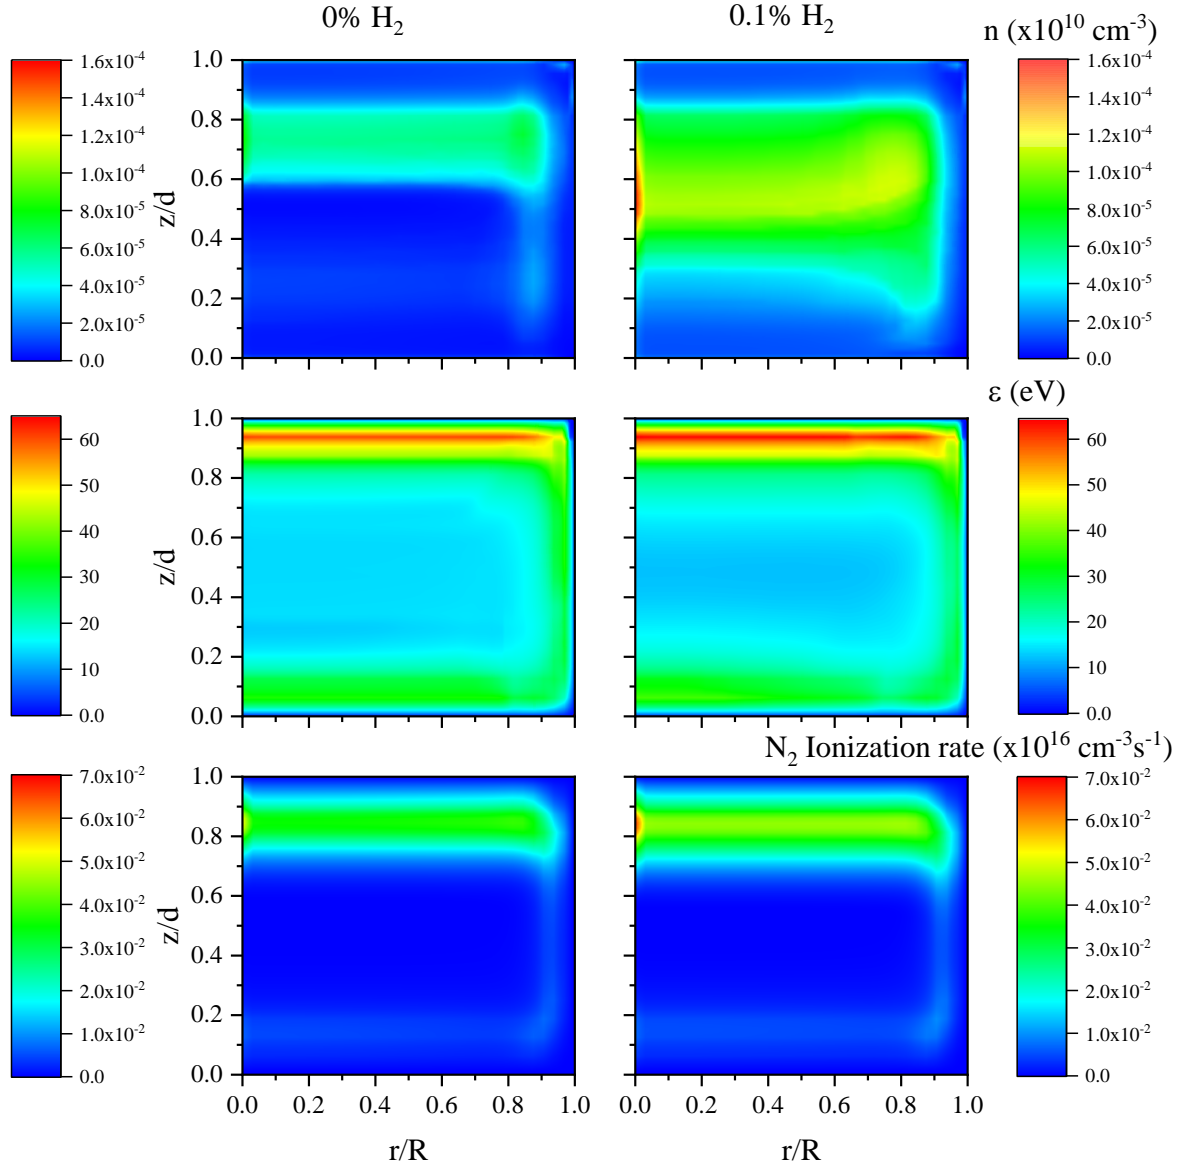 0% H₂
0.1% H₂
n (x10¹⁰ cm⁻³)
1.6x10⁻⁴
1.4x10⁻⁴
1.2x10⁻⁴
1.0x10⁻⁴
8.0x10⁻⁵
6.0x10⁻⁵
4.0x10⁻⁵
2.0x10⁻⁵
0.0
z/d
1.0
0.8
0.6
0.4
0.2
0.0
1.6x10⁻⁴
1.4x10⁻⁴
1.2x10⁻⁴
1.0x10⁻⁴
8.0x10⁻⁵
6.0x10⁻⁵
4.0x10⁻⁵
2.0x10⁻⁵
0.0
ε (eV)
60
50
40
30
20
10
0.0
z/d
1.0
0.8
0.6
0.4
0.2
0.0
60
50
40
30
20
10
0.0
N₂ Ionization rate (x10¹⁶ cm⁻³s⁻¹)
7.0x10⁻²
6.0x10⁻²
5.0x10⁻²
4.0x10⁻²
3.0x10⁻²
2.0x10⁻²
1.0x10⁻²
0.0
z/d
1.0
0.8
0.6
0.4
0.2
0.0
7.0x10⁻²
6.0x10⁻²
5.0x10⁻²
4.0x10⁻²
3.0x10⁻²
2.0x10⁻²
1.0x10⁻²
0.0
0.0 0.2 0.4 0.6 0.8 1.0
0.0 0.2 0.4 0.6 0.8 1.0
r/R
r/R